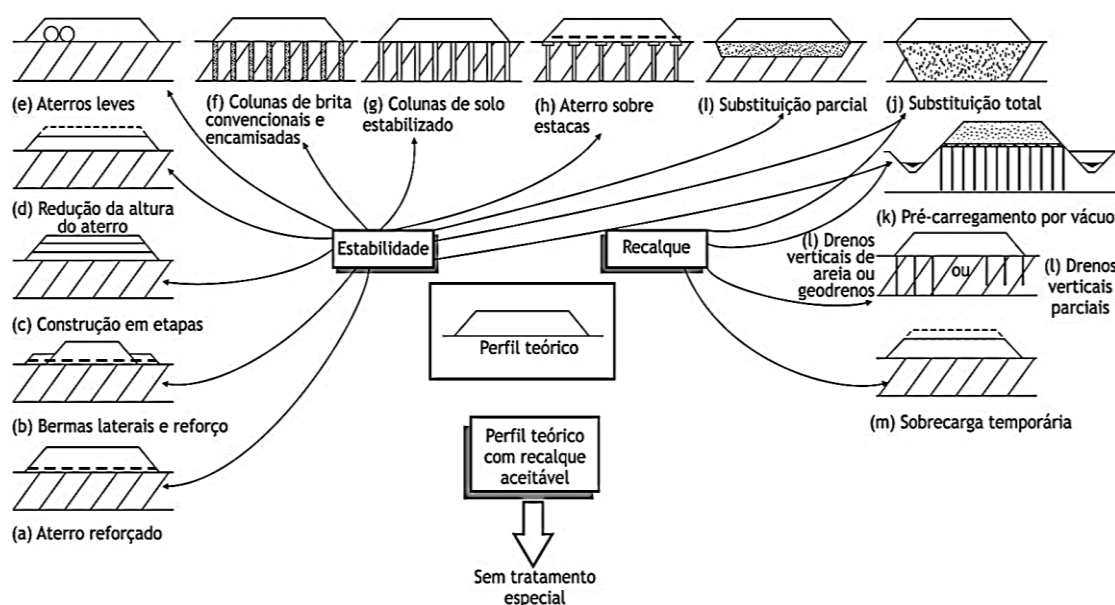 (e) Aterros leves
(f) Colunas de brita
convencionais e
encamisadas
(g) Colunas de solo
estabilizado
(h) Aterro sobre
estacas
(l) Substituição parcial
(j) Substituição total
(d) Redução da altura
do aterro
(k) Pré-carregamento por vácuo
Estabilidade
Recalque
(l) Drenos
verticais de
areia ou
geodrenos
ou
(l) Drenos
verticais
parciais
(c) Construção em etapas
Perfil teórico
(b) Bermas laterais e reforço
(m) Sobrecarga temporária
Perfil teórico
com recalque
aceitável
(a) Aterro reforçado
Sem tratamento
especial